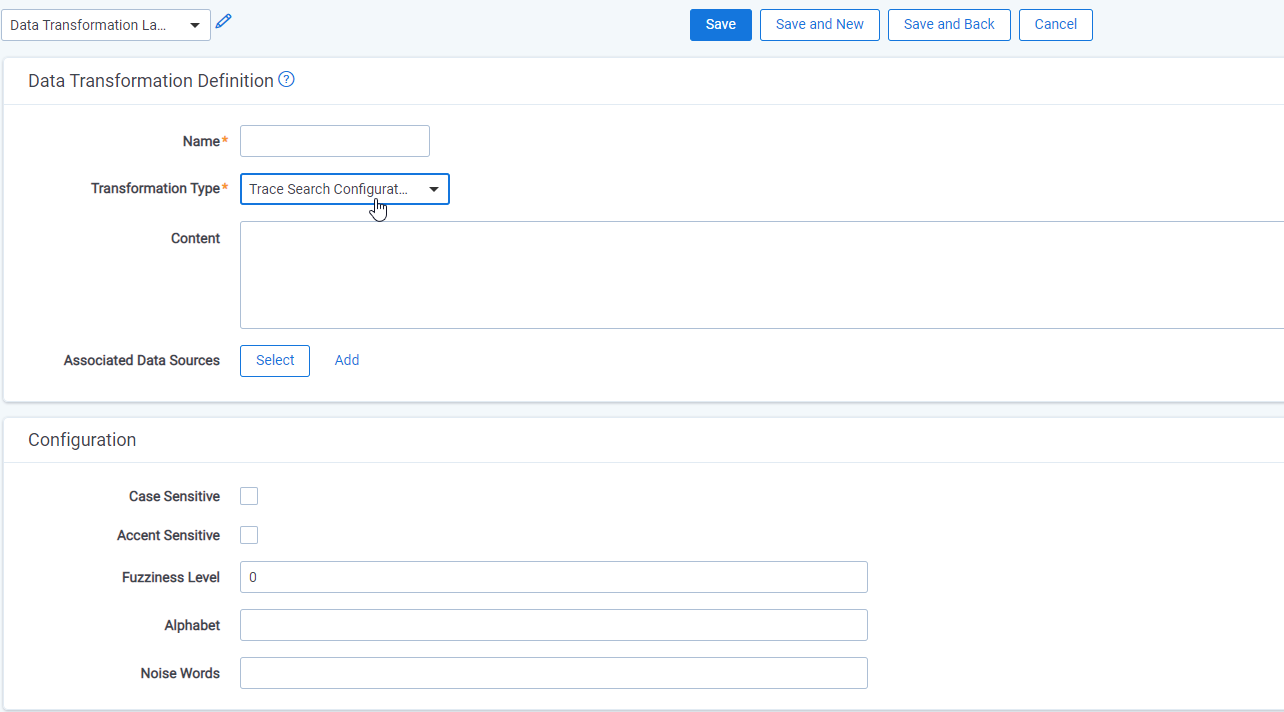 Data Transformation La...
Save
Save and New
Save and Back
Cancel
Data Transformation Definition ?
Name*
Transformation Type* Trace Search Configurat...
Content
Associated Data Sources Select Add
Configuration
Case Sensitive
Accent Sensitive
Fuzziness Level 0
Alphabet
Noise Words